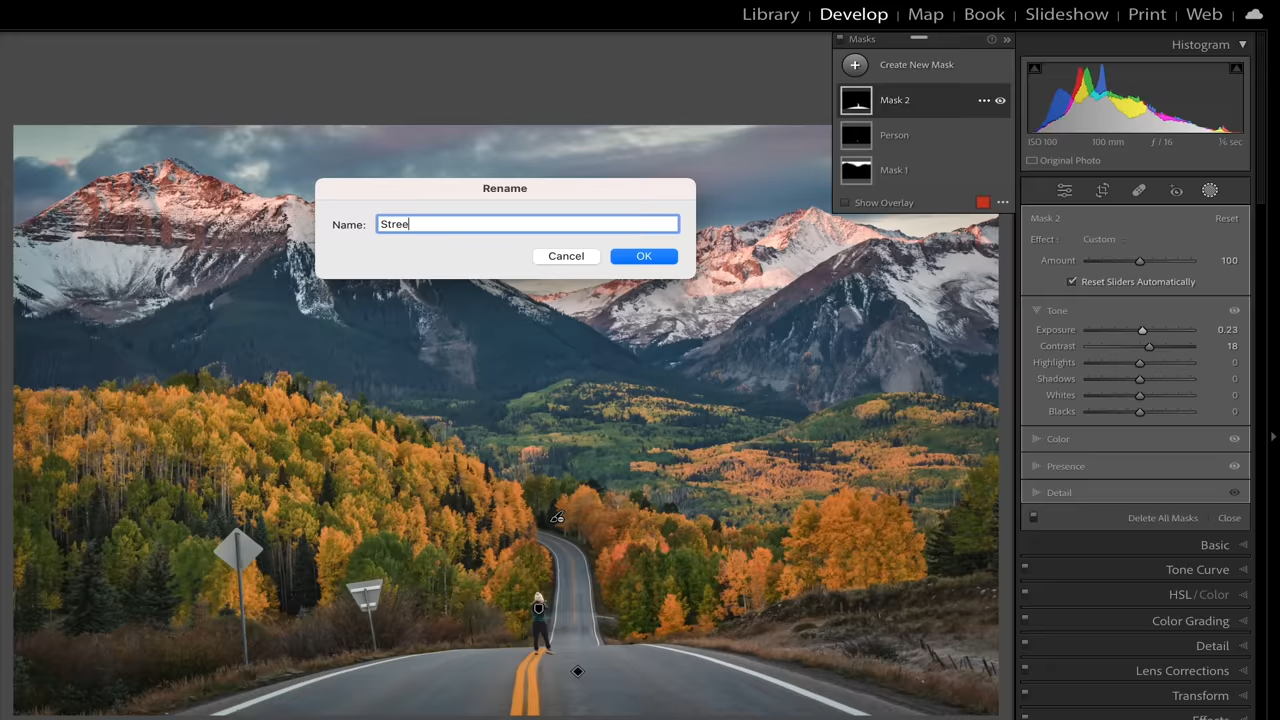 Library | Develop | Map | Book | Slideshow | Print | Web
Masks
Create New Mask
Mask 2
Person
Mask 1
Show Overlay
Rename
Name: Stree
Cancel OK
Histogram
ISO 100 100 mm ƒ / 16 ⅙ sec
Original Photo
Mask 2 Reset
Effect : Custom
Amount 100
Reset Sliders Automatically
Tone
Exposure 0.23
Contrast 18
Highlights 0
Shadows 0
Whites 0
Blacks 0
Color
Presence
Detail
Delete All Masks Close
Basic
Tone Curve
HSL / Color
Color Grading
Detail
Lens Corrections
Transform
Effects